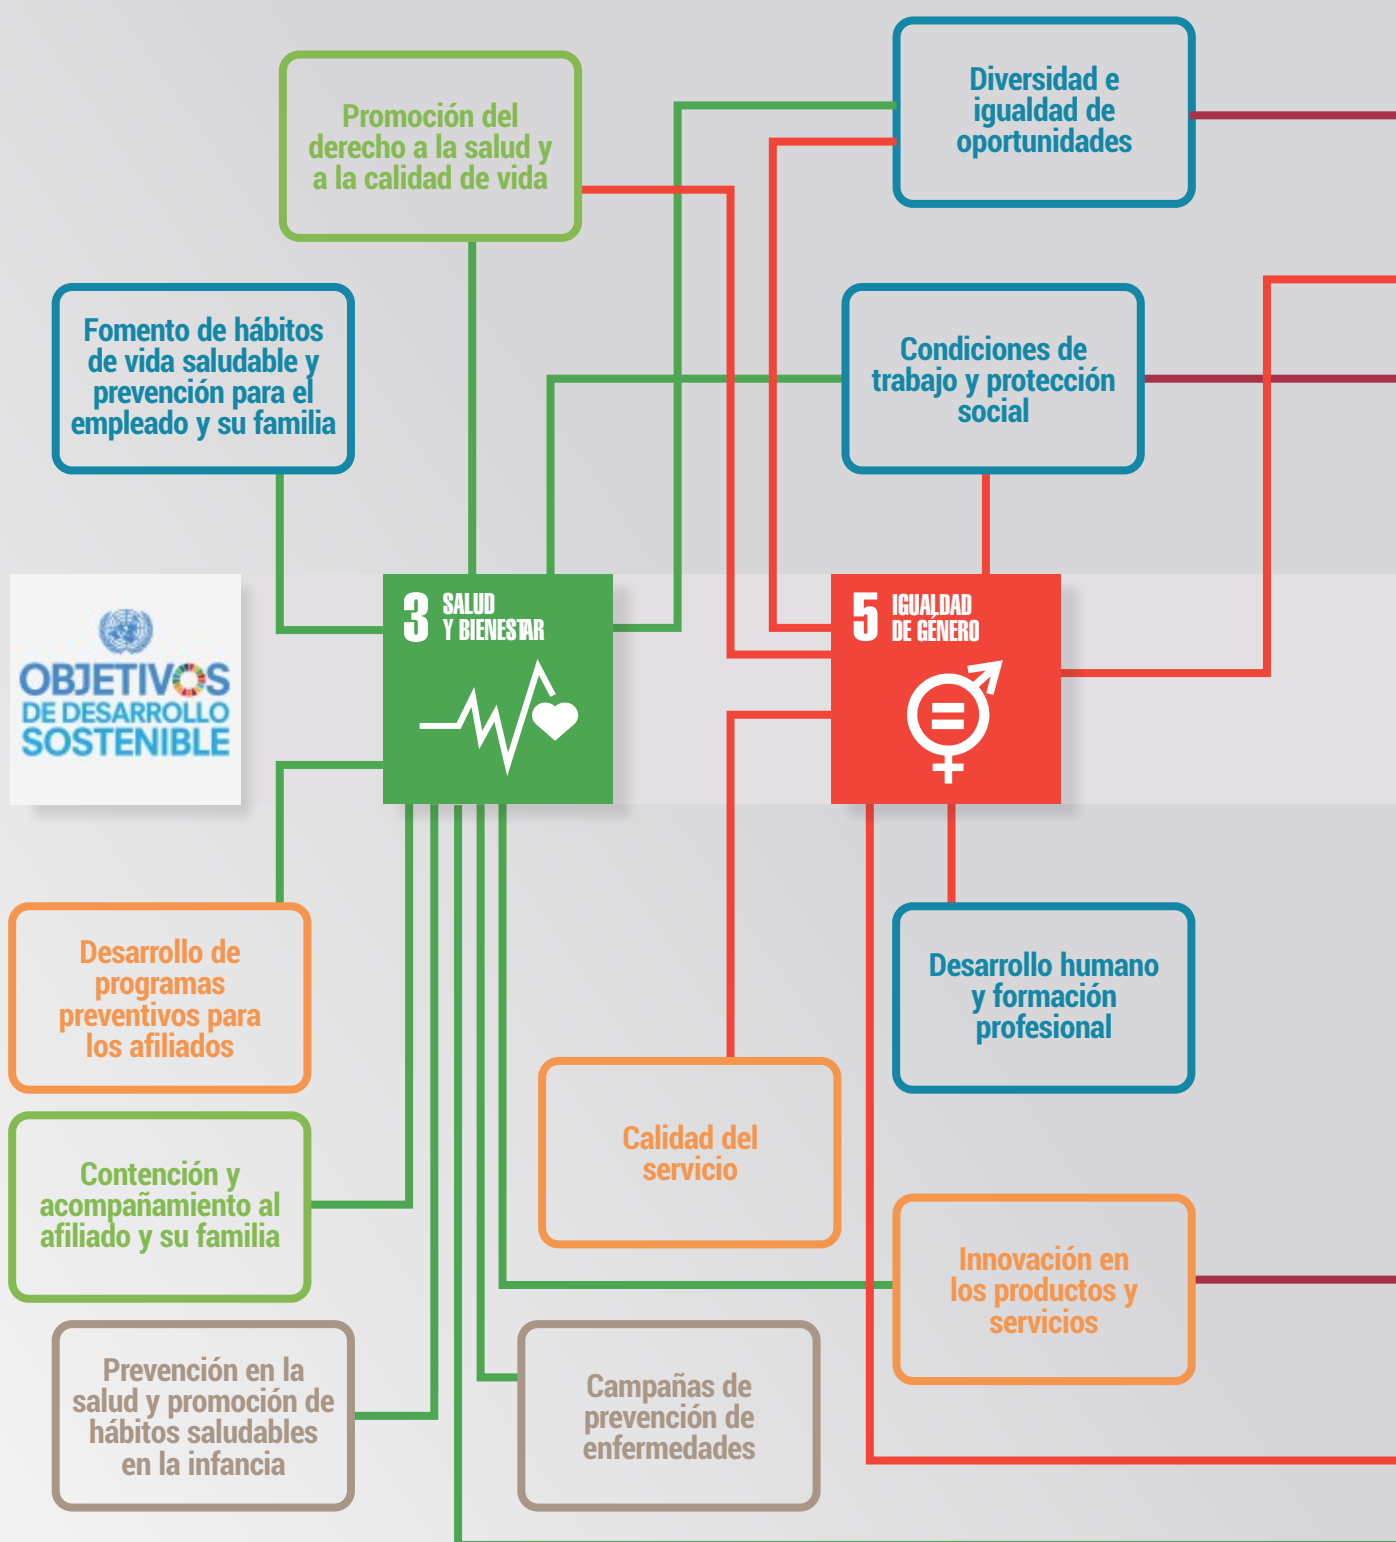 Diversidad e
igualdad de
oportunidades
Promoción del
derecho a la salud y
a la calidad de vida
Fomento de hábitos
de vida saludable y
prevención para el
empleado y su familia
Condiciones de
trabajo y protección
social
OBJETIVOS
DE DESARROLLO
SOSTENIBLE
3 SALUD
Y BIENESTAR
5 IGUALDAD
DE GÉNERO
Desarrollo de
programas
preventivos para
los afiliados
Desarrollo humano
y formación
profesional
Calidad del
servicio
Contención y
acompañamiento al
afiliado y su familia
Innovación en
los productos y
servicios
Prevención en la
salud y promoción de
hábitos saludables
en la infancia
Campañas de
prevención de
enfermedades